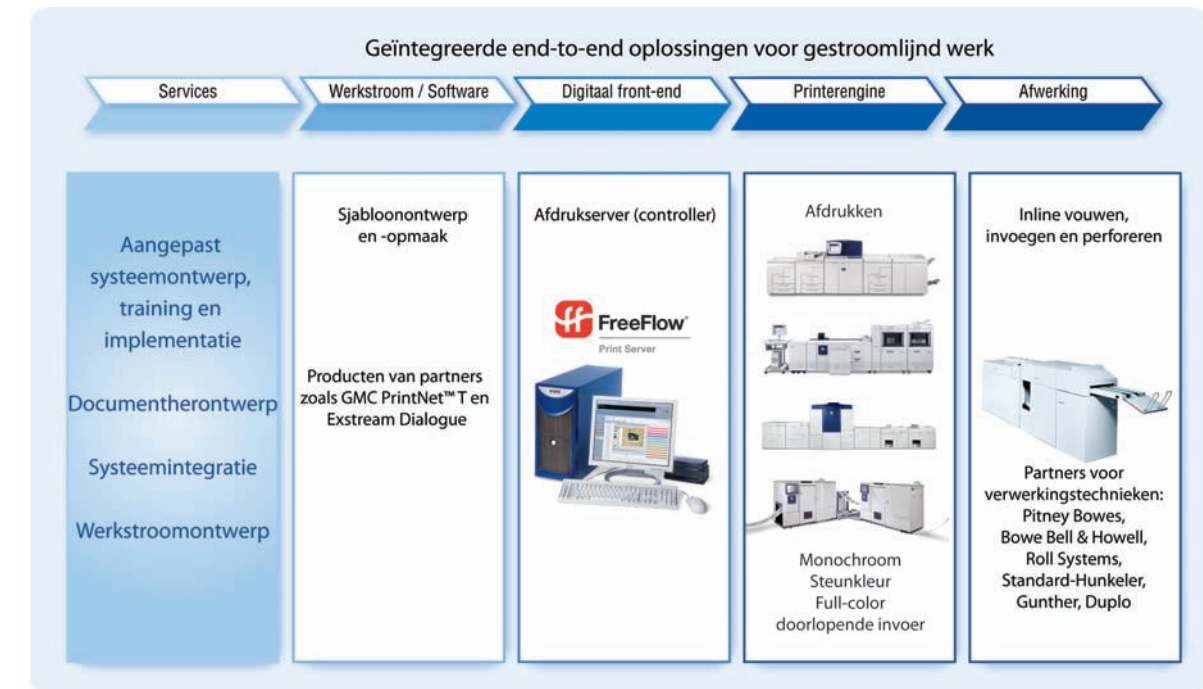 Geïntegreerde end-to-end oplossingen voor gestroomlijnd werk
Services
Werkstroom / Software
Digitaal front-end
Printerengine
Afwerking
Aangepast
systeemontwerp,
training en
implementatie
Documentherontwerp
Systeemintegratie
Werkstroomontwerp
Sjabloonontwerp
en -opmaak
Producten van partners
zoals GMC PrintNet™ T en
Exstream Dialogue
Afdrukserver (controller)
FreeFlow
Print Server
Afdrukken
Monochroom
Steunkleur
Full-color
doorlopende invoer
Inline vouwen,
invoegen en perforeren
Partners voor
verwerkingstechnieken:
Pitney Bowes,
Bowe Bell & Howell,
Roll Systems,
Standard-Hunkeler,
Gunther, Duplo